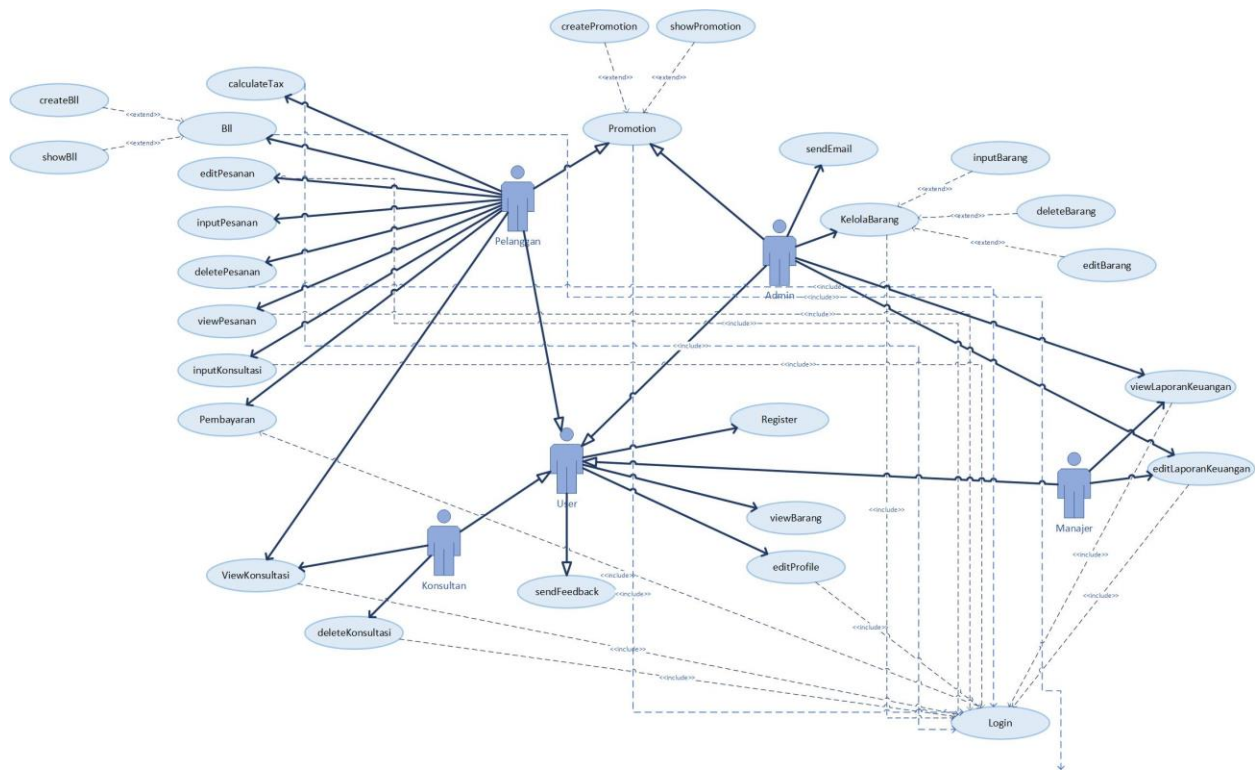 createPromotion
showPromotion
<<extend>>
<<extend>>
calculateTax
createBll
<<extend>>
Bll
showBll
<<extend>>
Promotion
sendEmail
inputBarang
<<extend>>
editPesanan
KelolaBarang
<<extend>>
deleteBarang
inputPesanan
<<extend>>
Pelanggan
editBarang
deletePesanan
Admin
<<include>>
<<include>>
viewPesanan
<<include>>
<<include>>
<<include>>
<<include>>
inputKonsultasi
<<include>>
viewLaporanKeuangan
Pembayaran
Register
editLaporanKeuangan
User
viewBarang
Manajer
<<include>>
<<include>>
ViewKonsultasi
Konsultan
editProfile
<<include>>
sendFeedback
<<include>>
<<include>>
deleteKonsultasi
<<include>>
<<include>>
<<include>>
Login